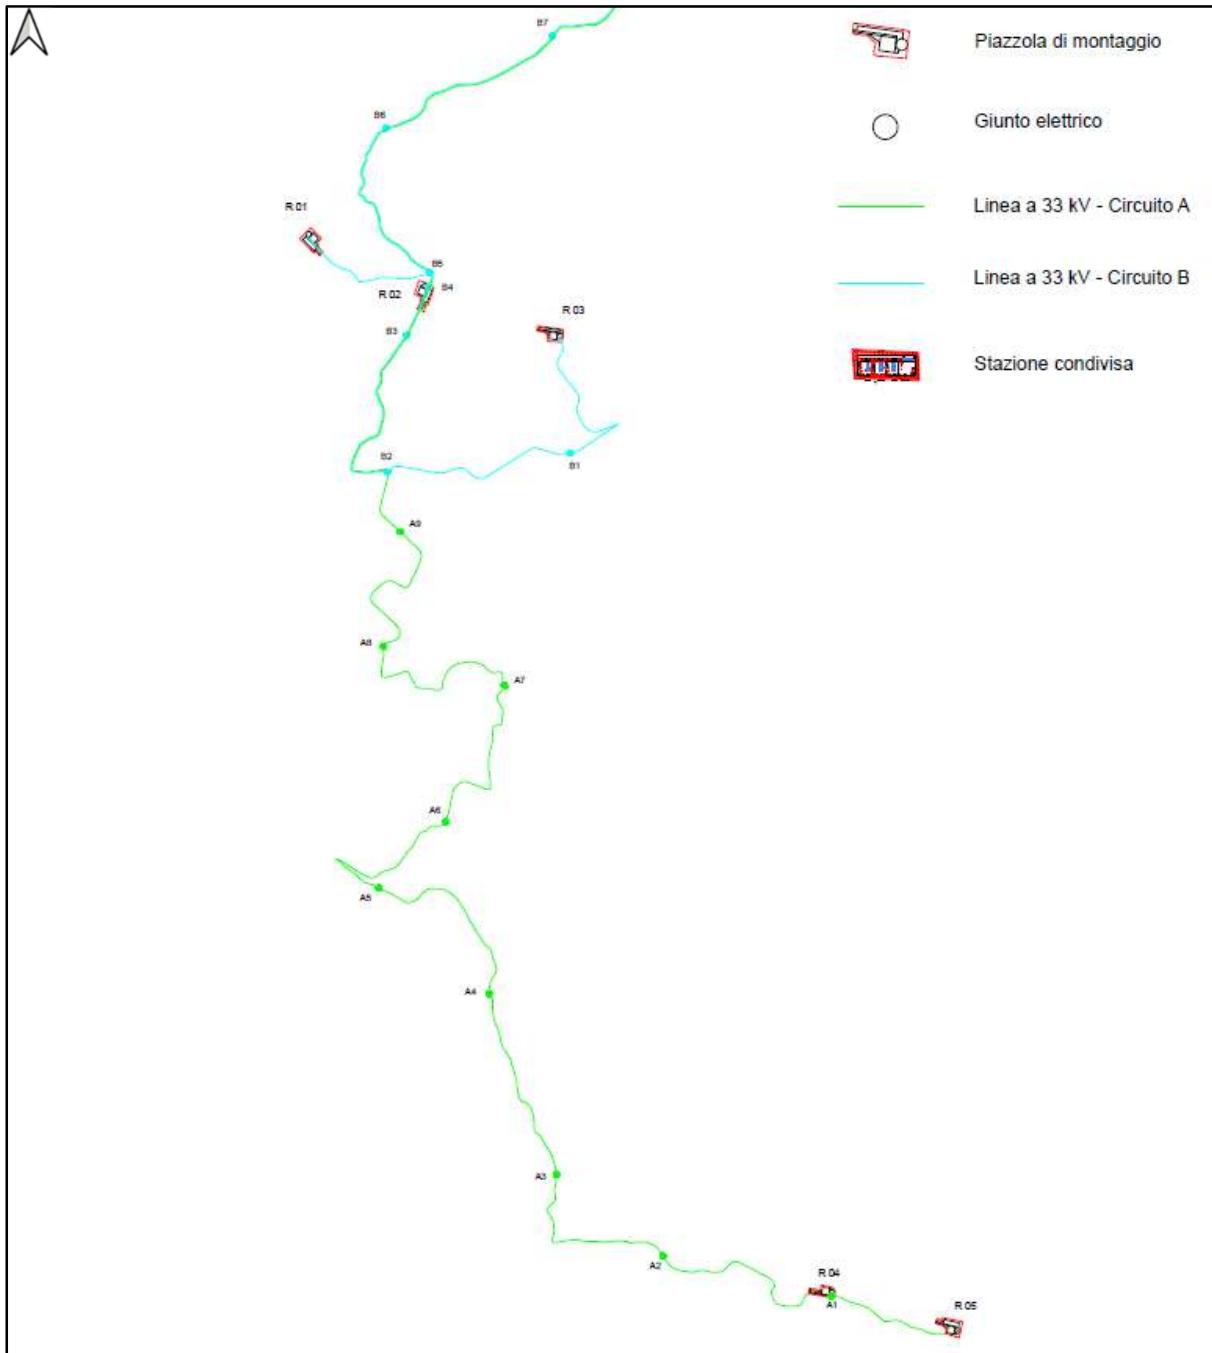 B7
Piazzola di montaggio
B6
Giunto elettrico
R 01
Linea a 33 kV - Circuito A
B5
Linea a 33 kV - Circuito B
B4
R 02
R 03
B3
Stazione condivisa
B2
B1
A9
A8
A7
A6
A5
A4
A3
A2
R 04
A1
R 05